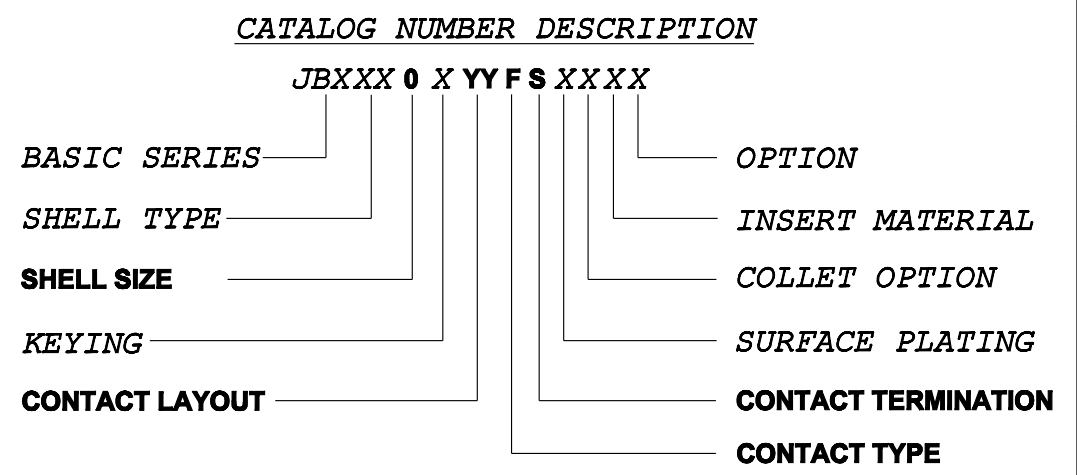 CATALOG NUMBER DESCRIPTION
JBXXX 0 X YY F S XXXX
BASIC SERIES
OPTION
SHELL TYPE
INSERT MATERIAL
SHELL SIZE
COLLET OPTION
KEYING
SURFACE PLATING
CONTACT LAYOUT
CONTACT TERMINATION
CONTACT TYPE